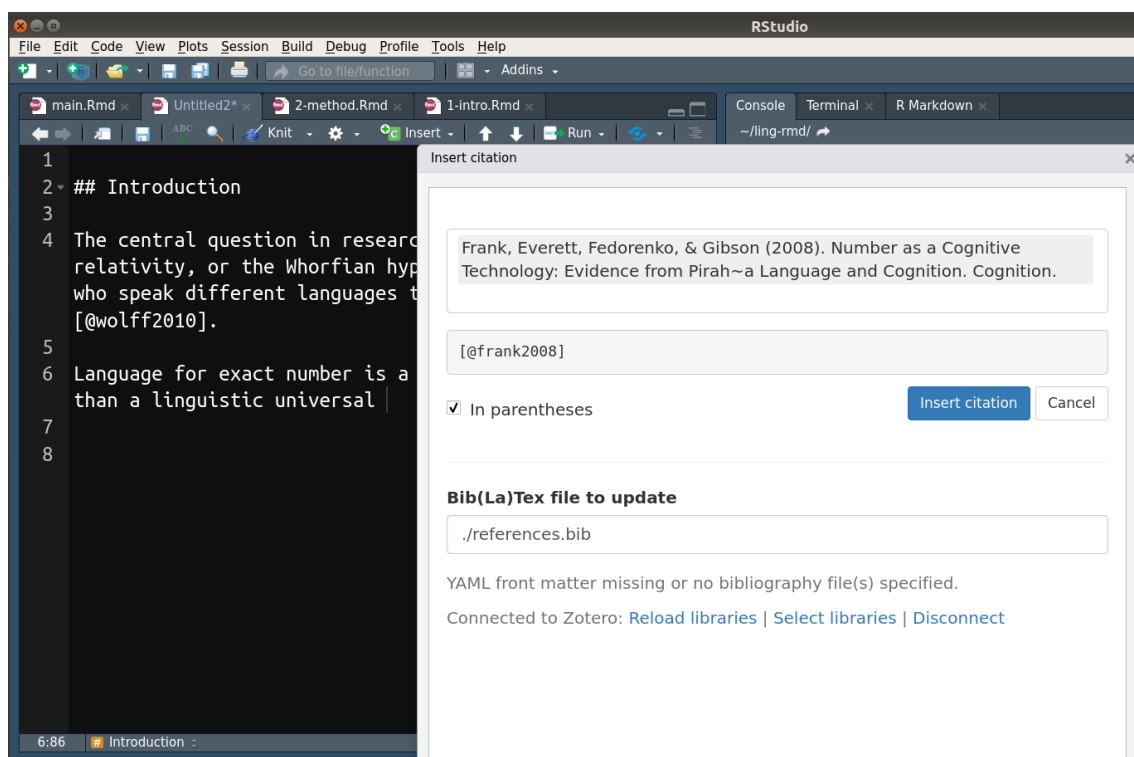 RStudio
File Edit Code View Plots Session Build Debug Profile Tools Help
Go to file/function Addins
main.Rmd Untitled2* 2-method.Rmd 1-intro.Rmd
Console Terminal R Markdown
ABC Knit Insert Run
~/ling-rmd/
Insert citation
1
2 ## Introduction
3
4 The central question in researc
relativity, or the Whorfian hyp
who speak different languages t
[@wolff2010].
5
6 Language for exact number is a
than a linguistic universal
7
8
Frank, Everett, Fedorenko, & Gibson (2008). Number as a Cognitive
Technology: Evidence from Pirah~a Language and Cognition. Cognition.
[@frank2008]
In parentheses
Insert citation Cancel
Bib(La)Tex file to update
./references.bib
YAML front matter missing or no bibliography file(s) specified.
Connected to Zotero: Reload libraries | Select libraries | Disconnect
6:86 # Introduction